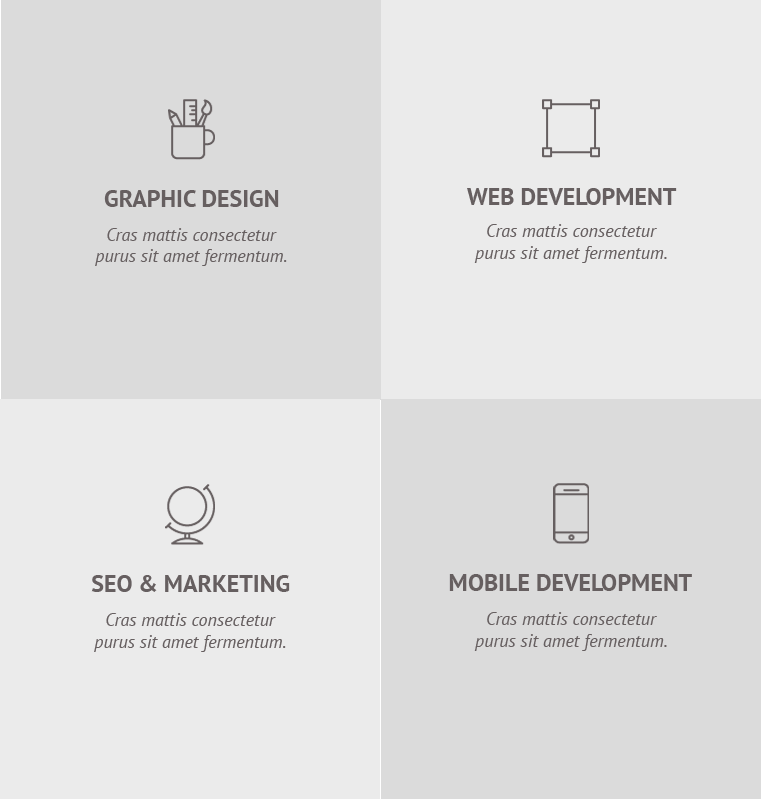 GRAPHIC DESIGN
Cras mattis consectetur
purus sit amet fermentum.
WEB DEVELOPMENT
Cras mattis consectetur
purus sit amet fermentum.
SEO & MARKETING
Cras mattis consectetur
purus sit amet fermentum.
MOBILE DEVELOPMENT
Cras mattis consectetur
purus sit amet fermentum.